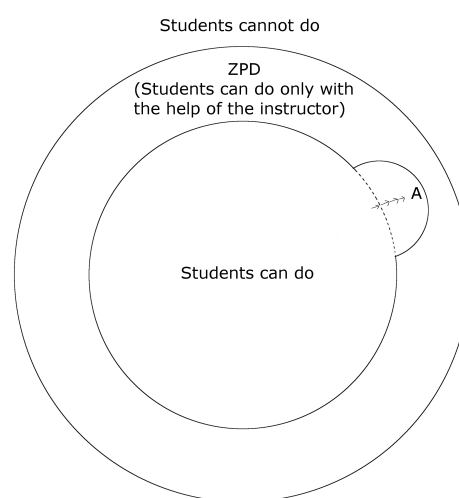 Students cannot do
ZPD
(Students can do only with
the help of the instructor)
A
Students can do